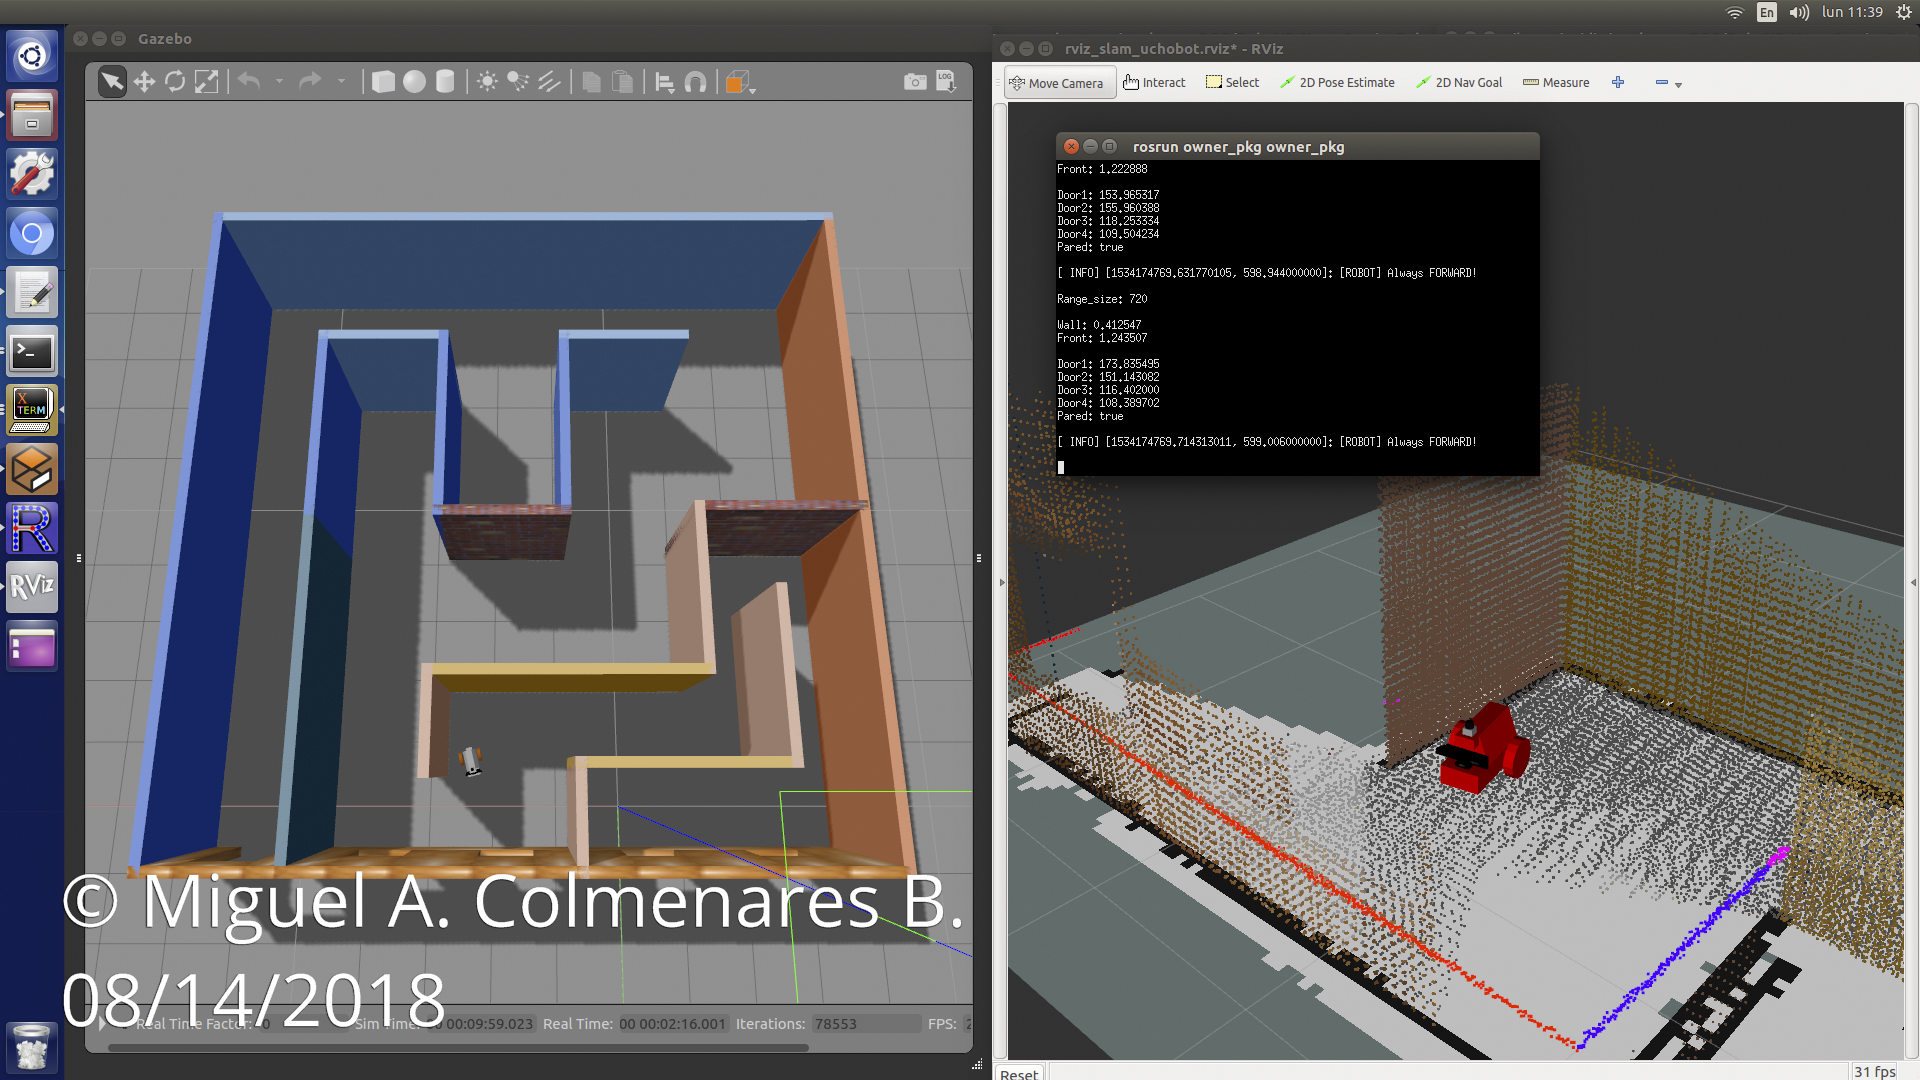 En
lun 11:39
Gazebo
LOG
rviz_slam_uchobot.rviz* - RViz
Move Camera
Interact
Select
2D Pose Estimate
2D Nav Goal
Measure
rosrun owner_pkg owner_pkg
Front: 1.222888
Door1: 153.965317
Door2: 155.960388
Door3: 118.253334
Door4: 109.504234
Pared: true
[ INFO] [1534174769.631770105, 598.944000000]: [ROBOT] Always FORWARD!
Range_size: 720
Wall: 0.412547
Front: 1.243507
Door1: 173.835495
Door2: 151.143082
Door3: 116.402000
Door4: 108.389702
Pared: true
[ INFO] [1534174769.714313011, 599.006000000]: [ROBOT] Always FORWARD!
X
TERM
R
RViz
© Miguel A. Colmenares B.
08/14/2018
Real Time Factor:
Sim Time: 00:09:59.023
Real Time: 00 00:02:16.001
Iterations: 78553
FPS:
Reset
31 fps